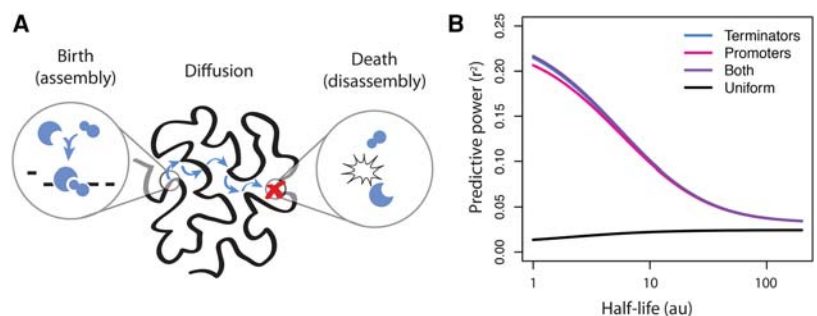 A
Birth
(assembly)
Diffusion
Death
(disassembly)
B
Predictive power (r²)
0.25
0.20
0.15
0.10
0.05
0.00
Terminators
Promoters
Both
Uniform
1
10
100
Half-life (au)